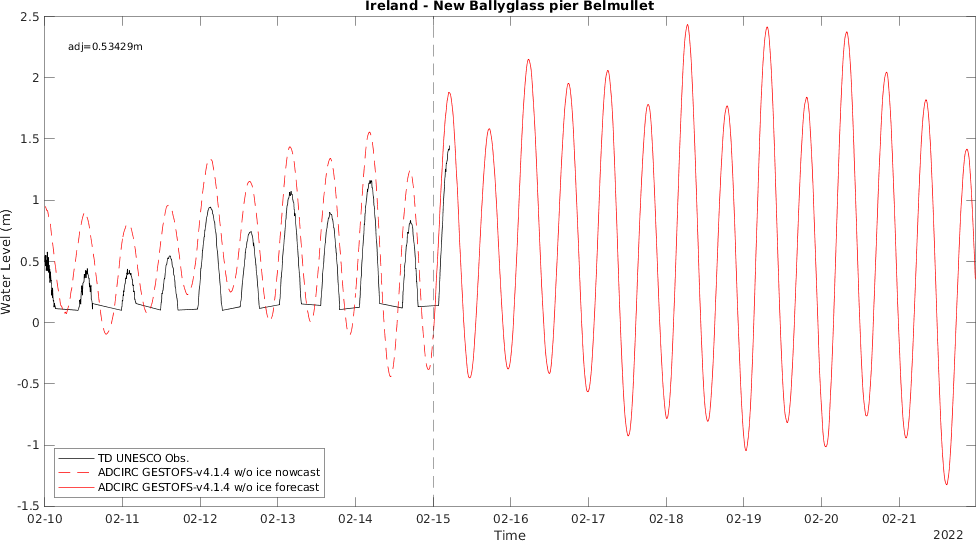 Ireland - New Ballyglass pier Belmullet
adj=0.53429m
2.5
2
1.5
1
0.5
0
-0.5
-1
-1.5
Water Level (m)
TD UNESCO Obs.
ADCIRC GESTOFS-v4.1.4 w/o ice nowcast
ADCIRC GESTOFS-v4.1.4 w/o ice forecast
02-10 02-11 02-12 02-13 02-14 02-15 02-16 02-17 02-18 02-19 02-20 02-21
Time
2022